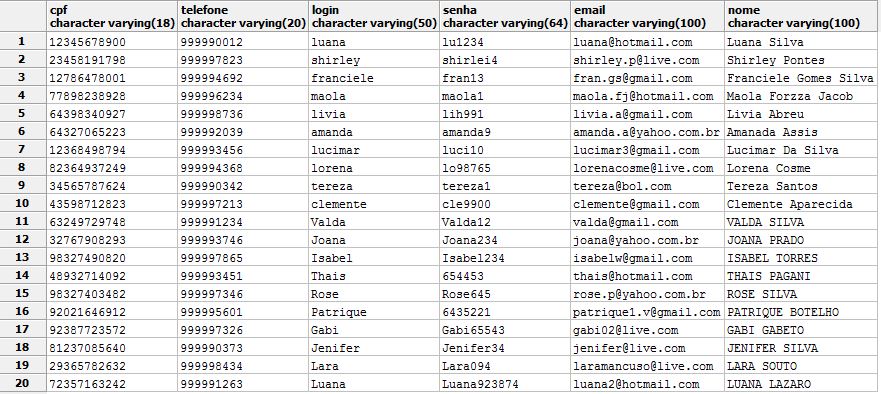 cpf telefone login senha email nome
character varying(18) character varying(20) character varying(50) character varying(64) character varying(100) character varying(100)
1 12345678900 999990012 luana lu1234 luana@hotmail.com Luana Silva
2 23458191798 999997823 shirley shirlei4 shirley.p@live.com Shirley Pontes
3 12786478001 999994692 franciele fran13 fran.gs@gmail.com Franciele Gomes Silva
4 77898238928 999996234 maola maola1 maola.fj@hotmail.com Maola Forzza Jacob
5 64398340927 999998736 livia lih991 livia.a@gmail.com Livia Abreu
6 64327065223 999992039 amanda amanda9 amanda.a@yahoo.com.br Amanada Assis
7 12368498794 999993456 lucimar luci10 lucimar3@gmail.com Lucimar Da Silva
8 82364937249 999994368 lorena lo98765 lorenacosme@live.com Lorena Cosme
9 34565787624 999990342 tereza tereza1 tereza@bol.com Tereza Santos
10 43598712823 999997213 clemente cle9900 clemente@gmail.com Clemente Aparecida
11 63249729748 999991234 Valda Valda12 valda@gmail.com VALDA SILVA
12 32767908293 999993746 Joana Joana234 joana@yahoo.com.br JOANA PRADO
13 98327490820 999997865 Isabel Isabel234 isabelw@gmail.com ISABEL TORRES
14 48932714092 999993451 Thais 654453 thais@hotmail.com THAIS PAGANI
15 98327403482 999997346 Rose Rose645 rose.p@yahoo.com.br ROSE SILVA
16 92021646912 999995601 Patrique 6435221 patrique1.v@gmail.com PATRIQUE BOTELHO
17 92387723572 999997326 Gabi Gabi65543 gabi02@live.com GABI GABETO
18 81237085640 999990373 Jenifer Jenifer34 jenifer@live.com JENIFER SILVA
19 29365782632 999998434 Lara Lara094 laramancuso@live.com LARA SOUTO
20 72357163242 999991263 Luana Luana923874 luana2@hotmail.com LUANA LAZARO